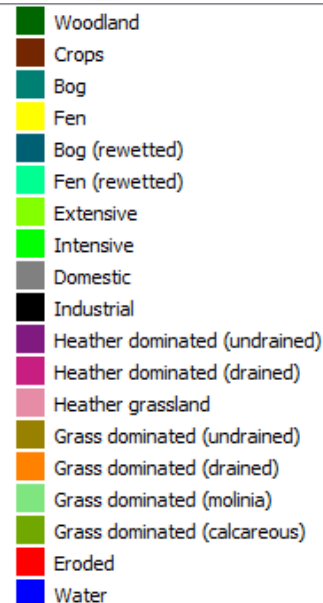 Woodland
Crops
Bog
Fen
Bog (rewetted)
Fen (rewetted)
Extensive
Intensive
Domestic
Industrial
Heather dominated (undrained)
Heather dominated (drained)
Heather grassland
Grass dominated (undrained)
Grass dominated (drained)
Grass dominated (molinia)
Grass dominated (calcareous)
Eroded
Water